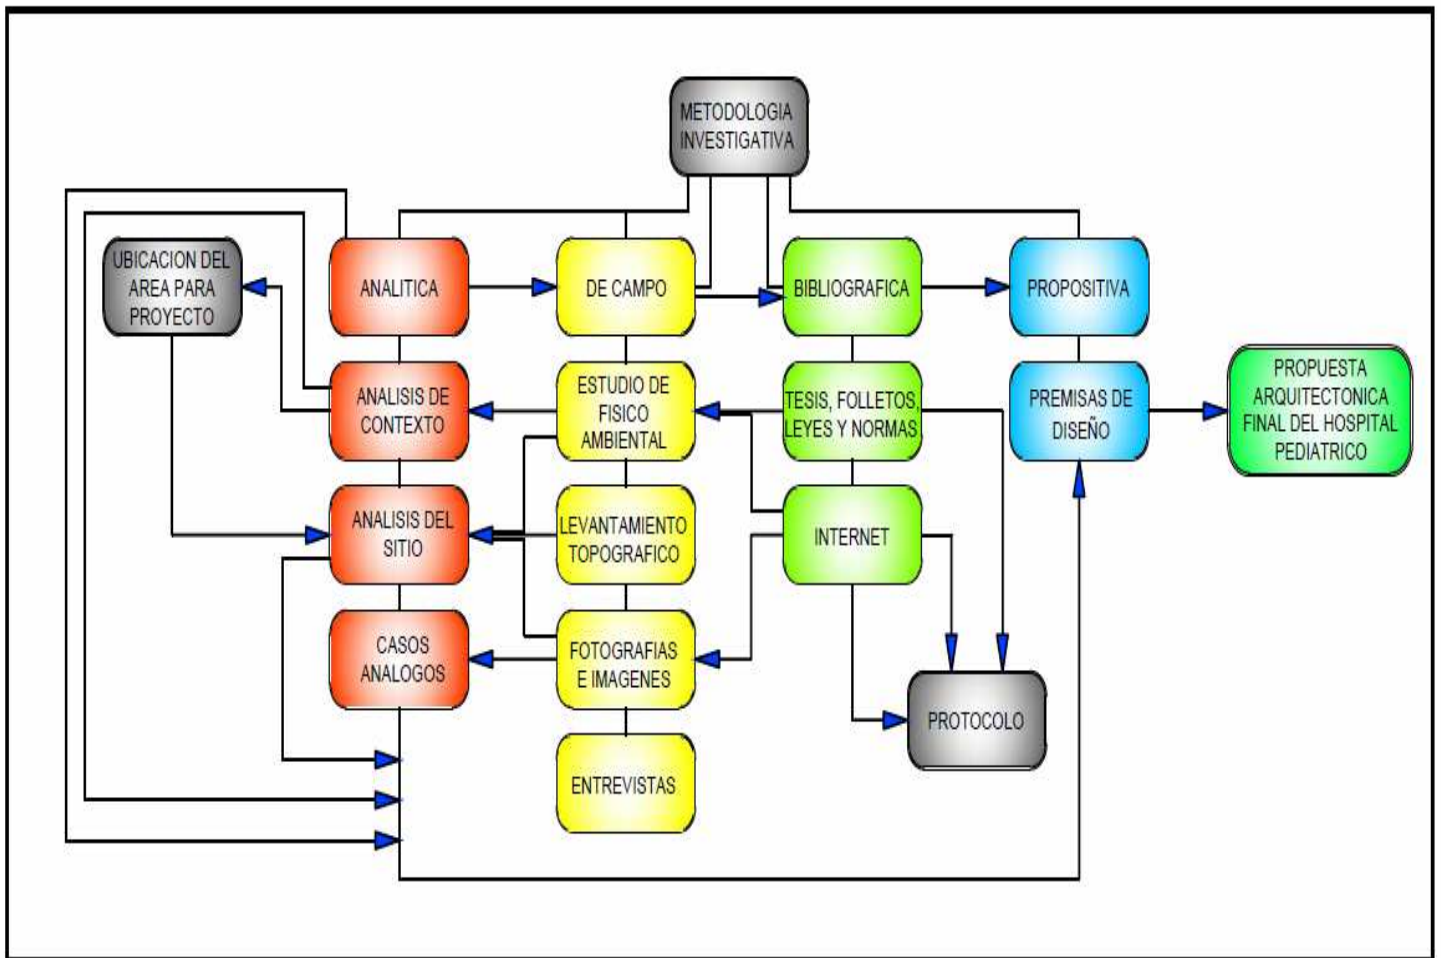 METODOLOGIA
INVESTIGATIVA
UBICACION DEL
AREA PARA
PROYECTO
ANALITICA
DE CAMPO
BIBLIOGRAFICA
PROPOSITIVA
ANALISIS DE
CONTEXTO
ESTUDIO DE
FISICO
AMBIENTAL
TESIS, FOLLETOS,
LEYES Y NORMAS
PREMISAS DE
DISEÑO
PROPUESTA
ARQUITECTONICA
FINAL DEL HOSPITAL
PEDIATRICO
ANALISIS DEL
SITIO
LEVANTAMIENTO
TOPOGRAFICO
INTERNET
CASOS
ANALOGOS
FOTOGRAFIAS
E IMAGENES
PROTOCOLO
ENTREVISTAS